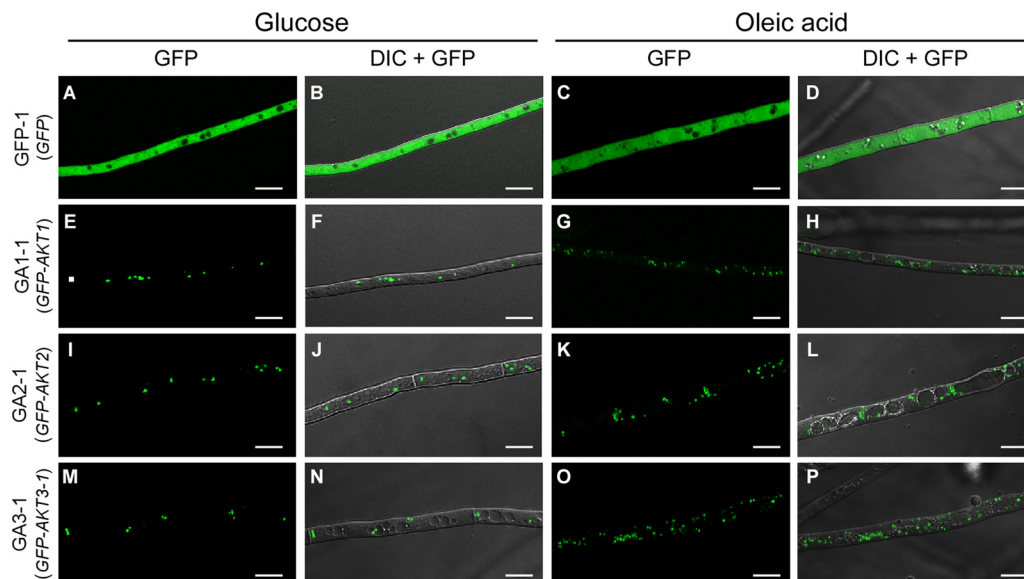 Glucose Oleic acid
GFP DIC + GFP GFP DIC + GFP
GFP-1
(GFP)
A B C D
GA1-1
(GFP-AKT1)
E F G H
GA2-1
(GFP-AKT2)
I J K L
GA3-1
(GFP-AKT3-1)
M N O P